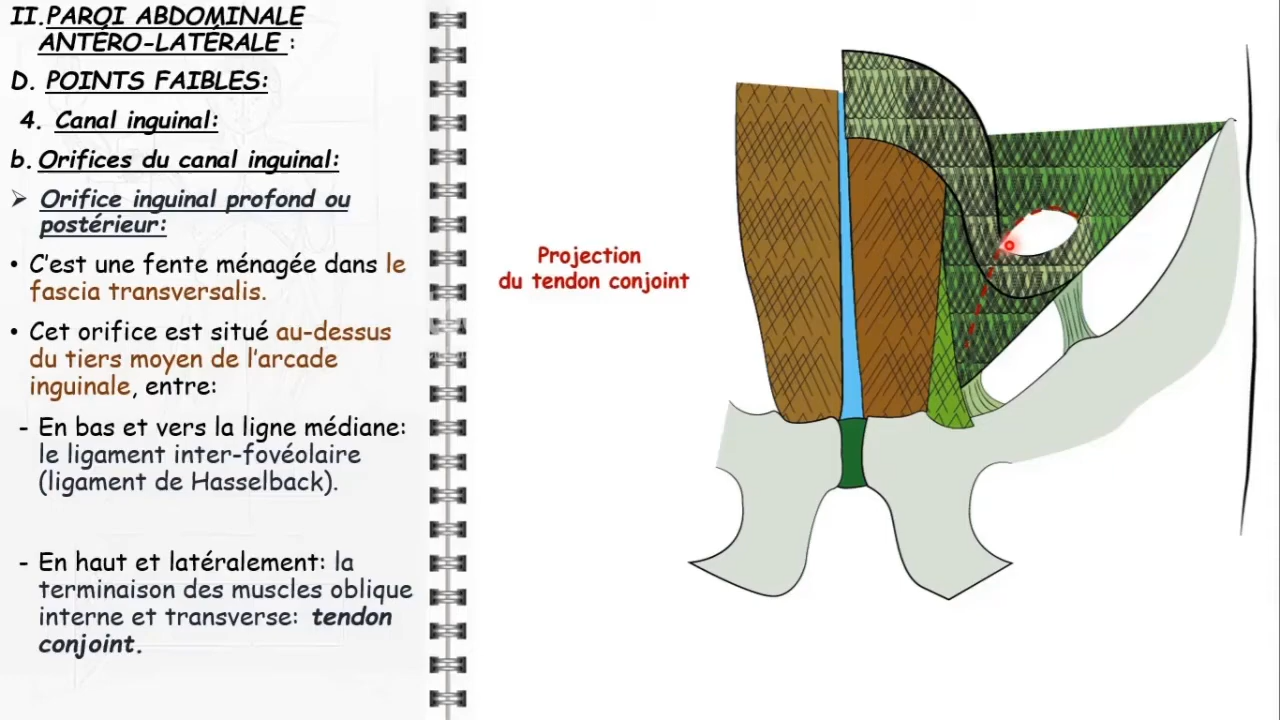 II. PAROI ABDOMINALE
ANTÉRO-LATÉRALE :
D. POINTS FAIBLES:
4. Canal inguinal:
b. Orifices du canal inguinal:
➢ Orifice inguinal profond ou
postérieur:
• C'est une fente ménagée dans le
fascia transversalis.
• Cet orifice est situé au-dessus
du tiers moyen de l'arcade
inguinale, entre:
- En bas et vers la ligne médiane:
le ligament inter-fovéolaire
(ligament de Hasselback).
- En haut et latéralement: la
terminaison des muscles oblique
interne et transverse: tendon
conjoint.
Projection
du tendon conjoint